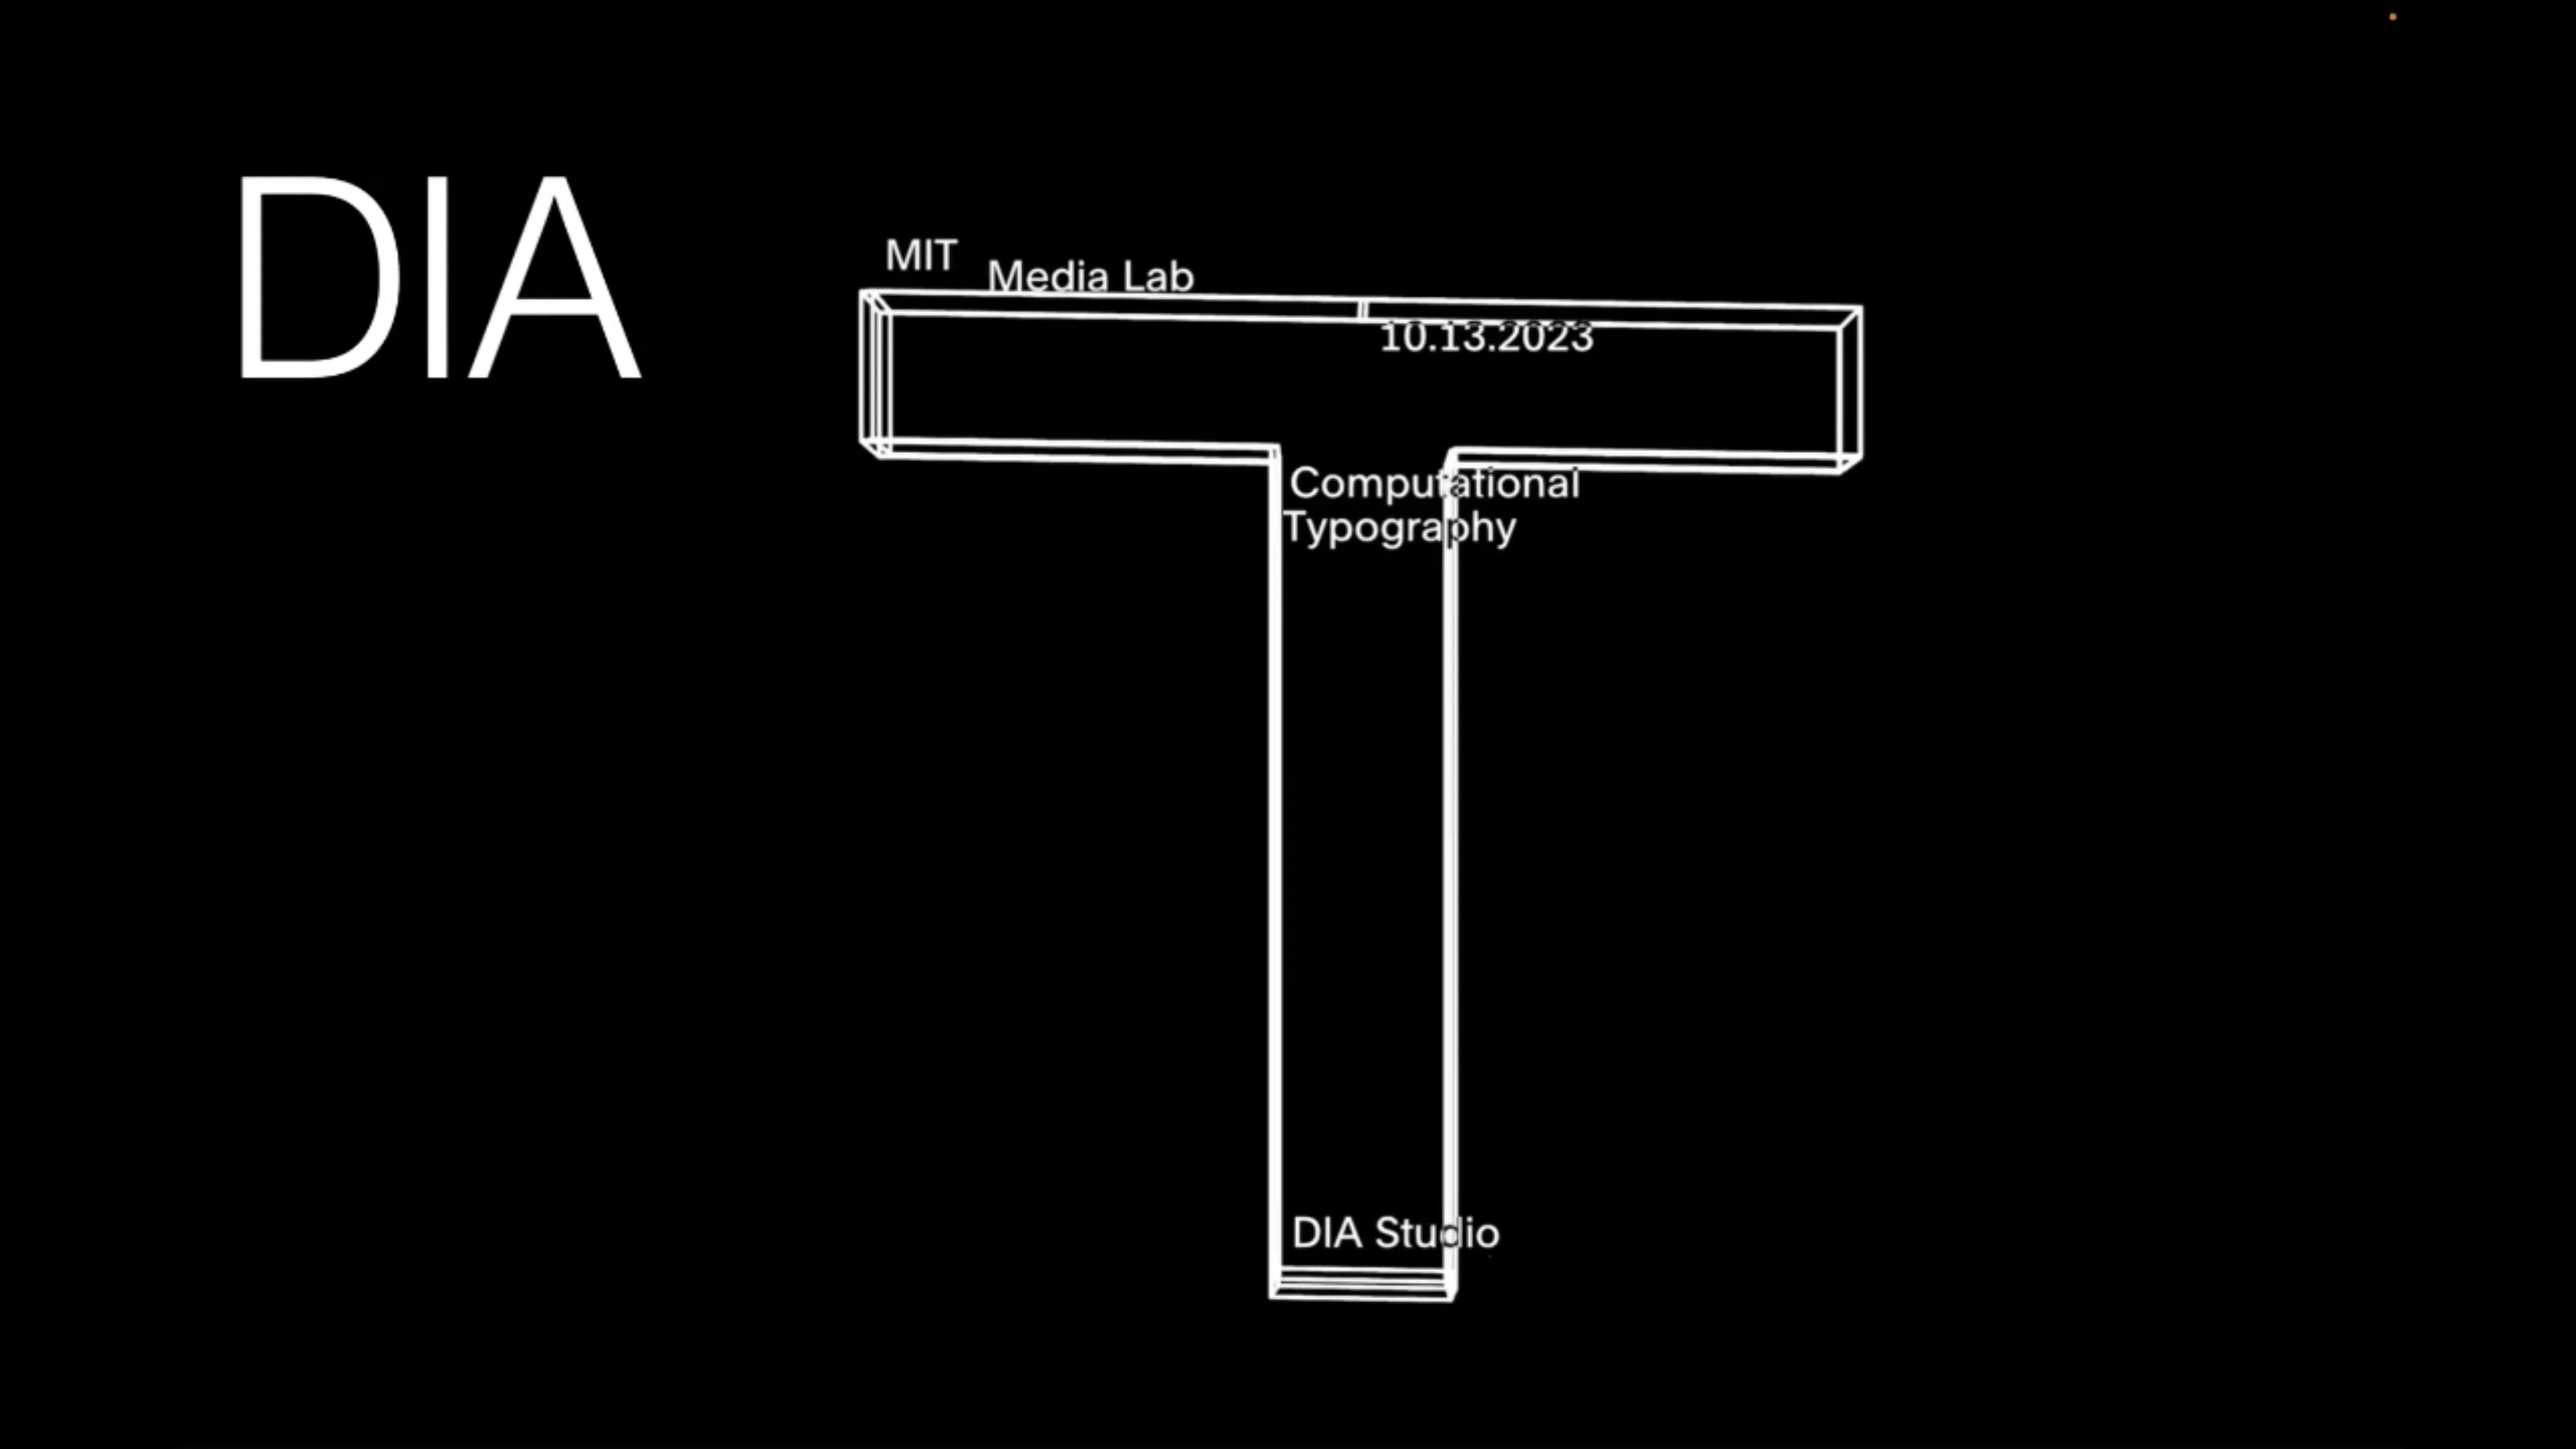 DIA
MIT
Media Lab
10.13.2023
T
Computational
Typography
DIA Studio